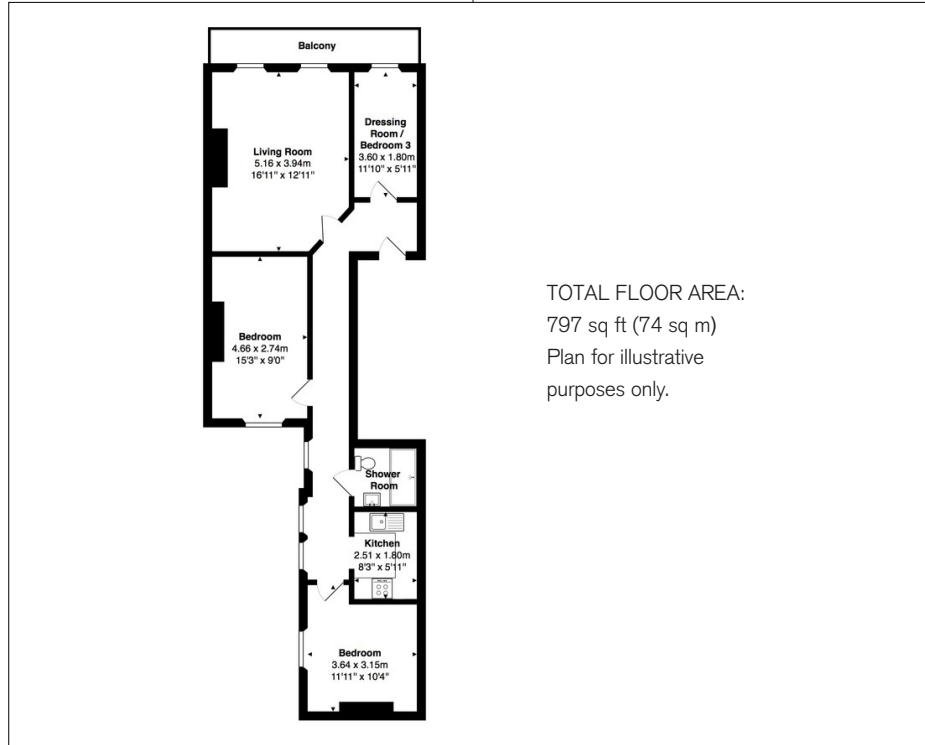 Balcony
Living Room
5.16 x 3.94m
16'11" x 12'11"
Dressing
Room /
Bedroom 3
3.60 x 1.80m
11'10" x 5'11"
Bedroom
4.66 x 2.74m
15'3" x 9'0"
TOTAL FLOOR AREA:
797 sq ft (74 sq m)
Plan for illustrative
purposes only.
Shower
Room
Kitchen
2.51 x 1.80m
8'3" x 5'11"
Bedroom
3.64 x 3.15m
11'11" x 10'4"